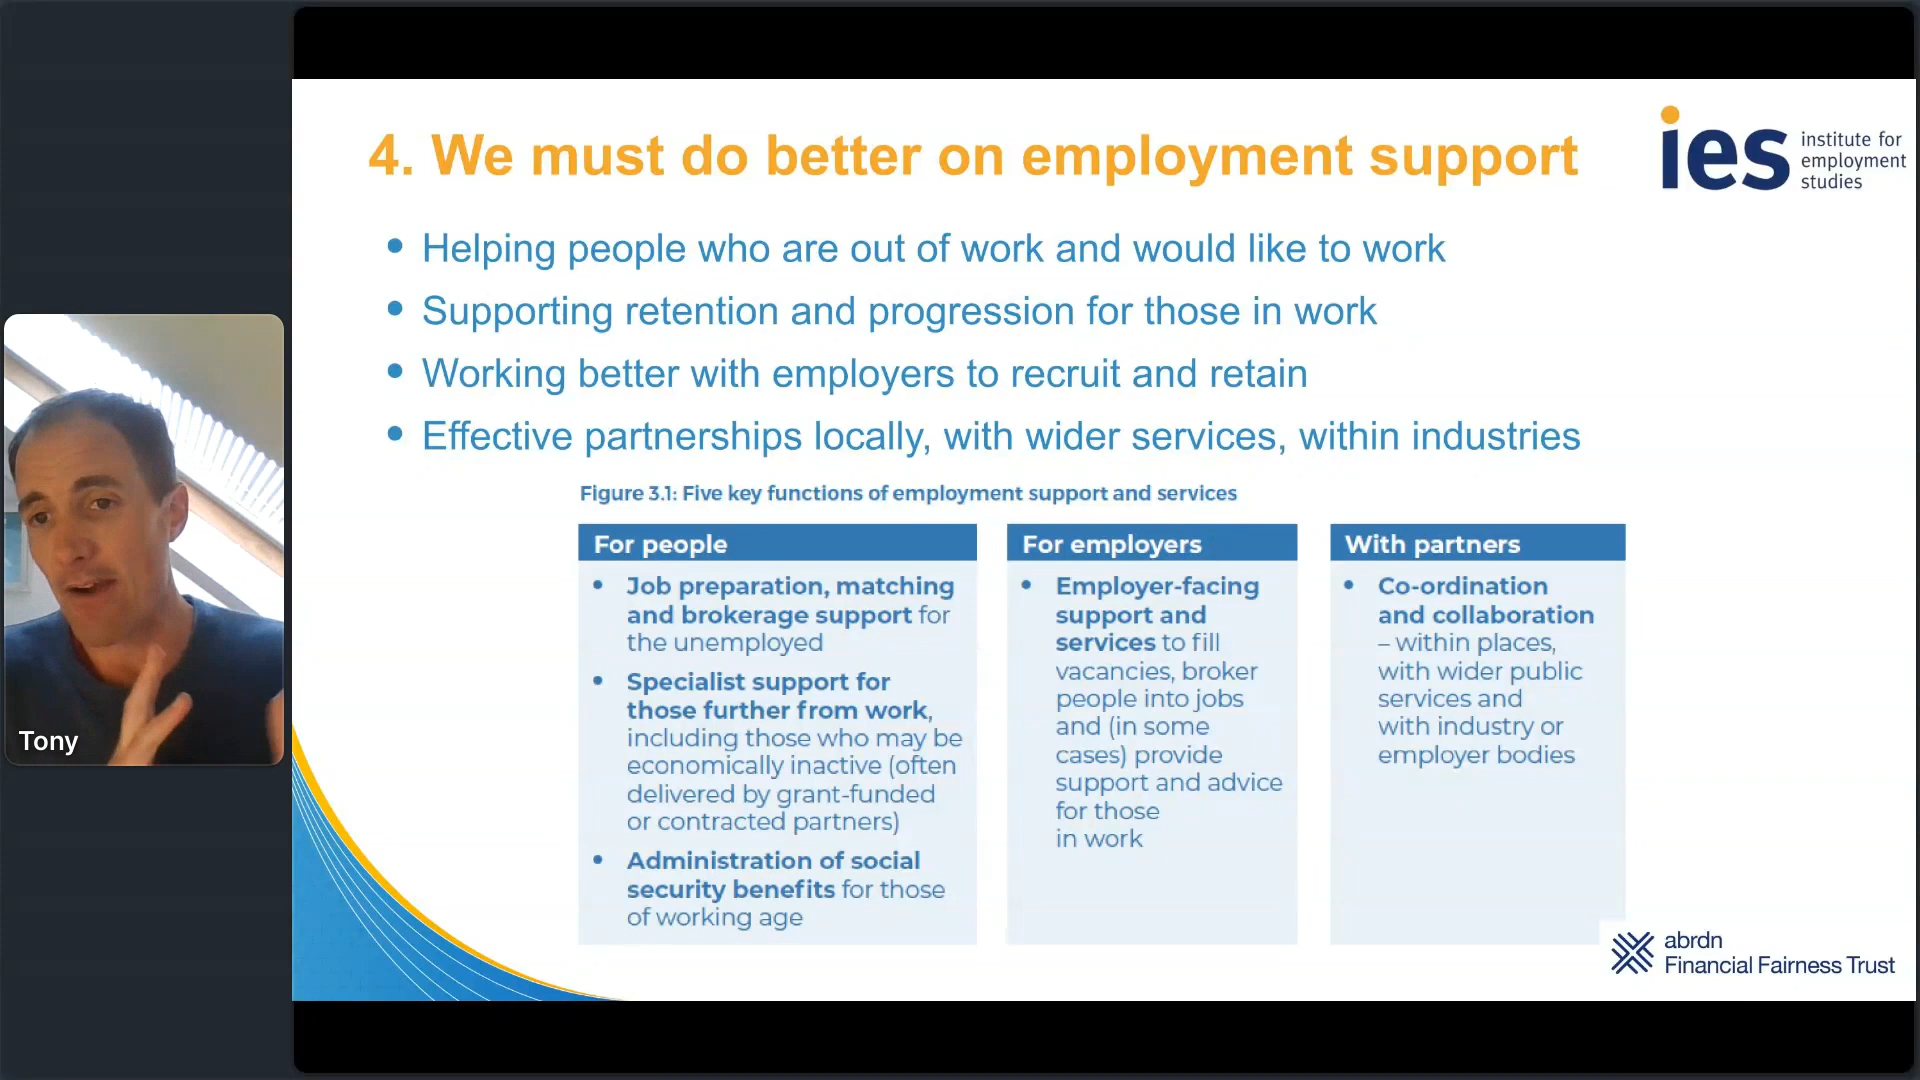 4. We must do better on employment support
ies
institute for
employment
studies
• Helping people who are out of work and would like to work
• Supporting retention and progression for those in work
• Working better with employers to recruit and retain
• Effective partnerships locally, with wider services, within industries
Figure 3.1: Five key functions of employment support and services
For people
• Job preparation, matching
and brokerage support for
the unemployed
• Specialist support for
those further from work,
including those who may be
economically inactive (often
delivered by grant-funded
or contracted partners)
• Administration of social
security benefits for those
of working age
For employers
• Employer-facing
support and
services to fill
vacancies, broker
people into jobs
and (in some
cases) provide
support and advice
for those
in work
With partners
• Co-ordination
and collaboration
– within places,
with wider public
services and
with industry or
employer bodies
Tony
abrdn
Financial Fairness Trust